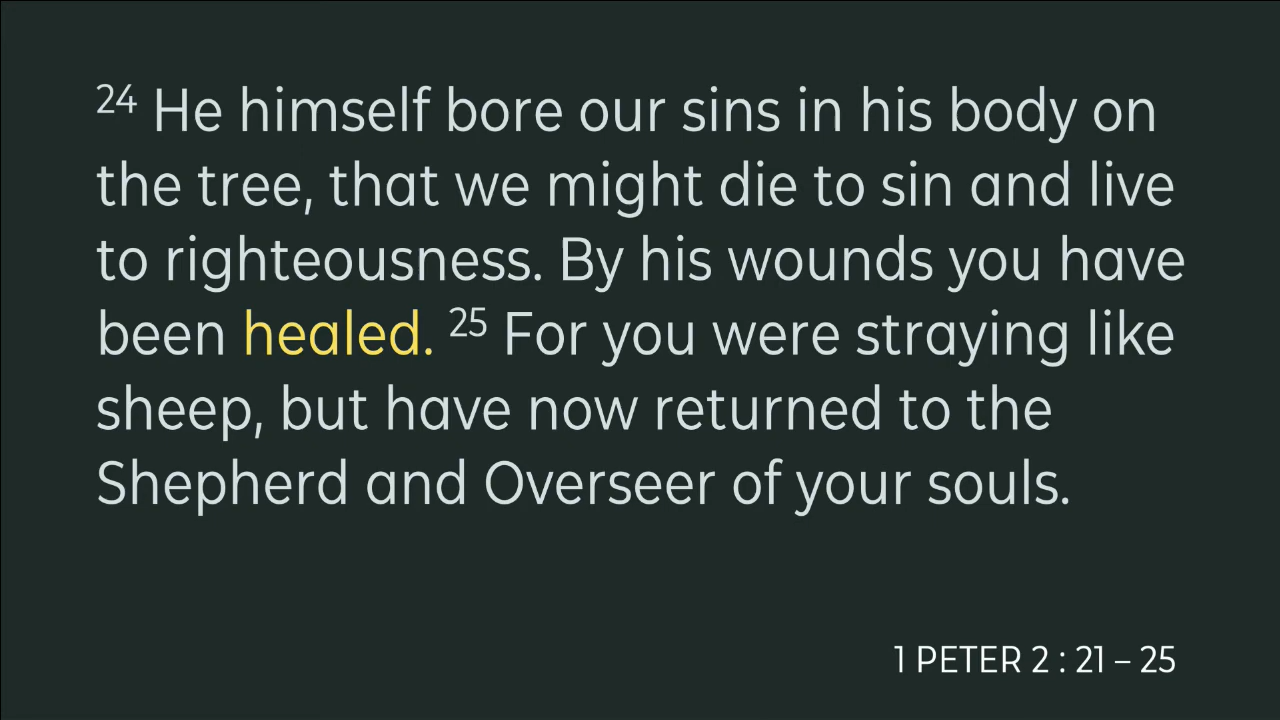 24 He himself bore our sins in his body on
the tree, that we might die to sin and live
to righteousness. By his wounds you have
been healed. 25 For you were straying like
sheep, but have now returned to the
Shepherd and Overseer of your souls.
1 PETER 2 : 21 – 25